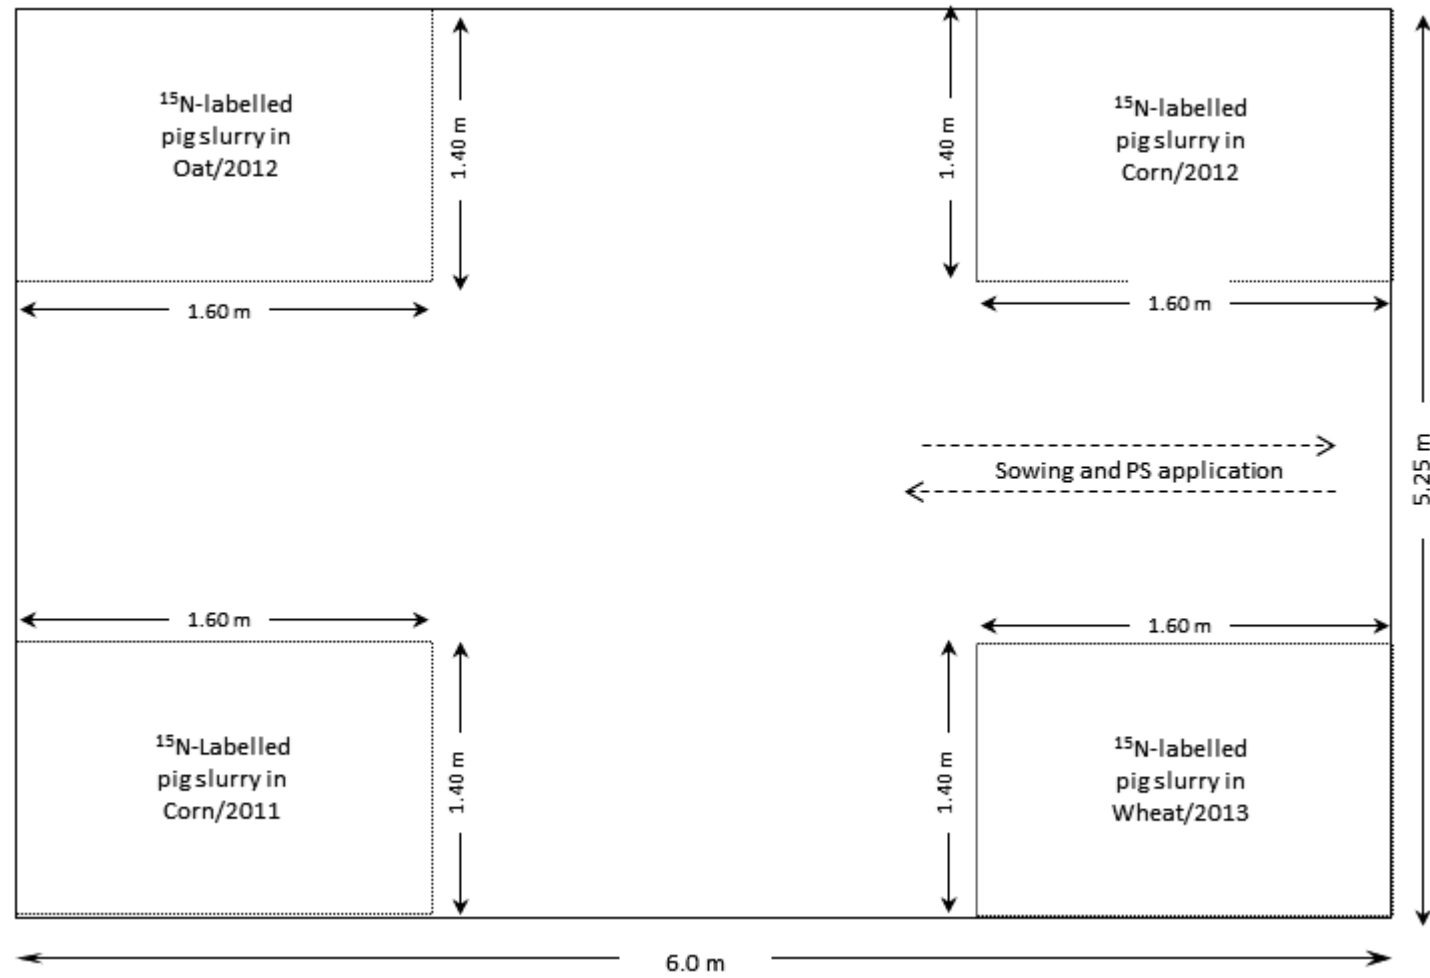 ¹⁵N-labelled
pig slurry in
Oat/2012
1.40 m
1.60 m
1.40 m
¹⁵N-labelled
pig slurry in
Corn/2012
1.60 m
Sowing and PS application
5.25 m
1.60 m
¹⁵N-Labelled
pig slurry in
Corn/2011
1.40 m
1.40 m
1.60 m
¹⁵N-labelled
pig slurry in
Wheat/2013
6.0 m